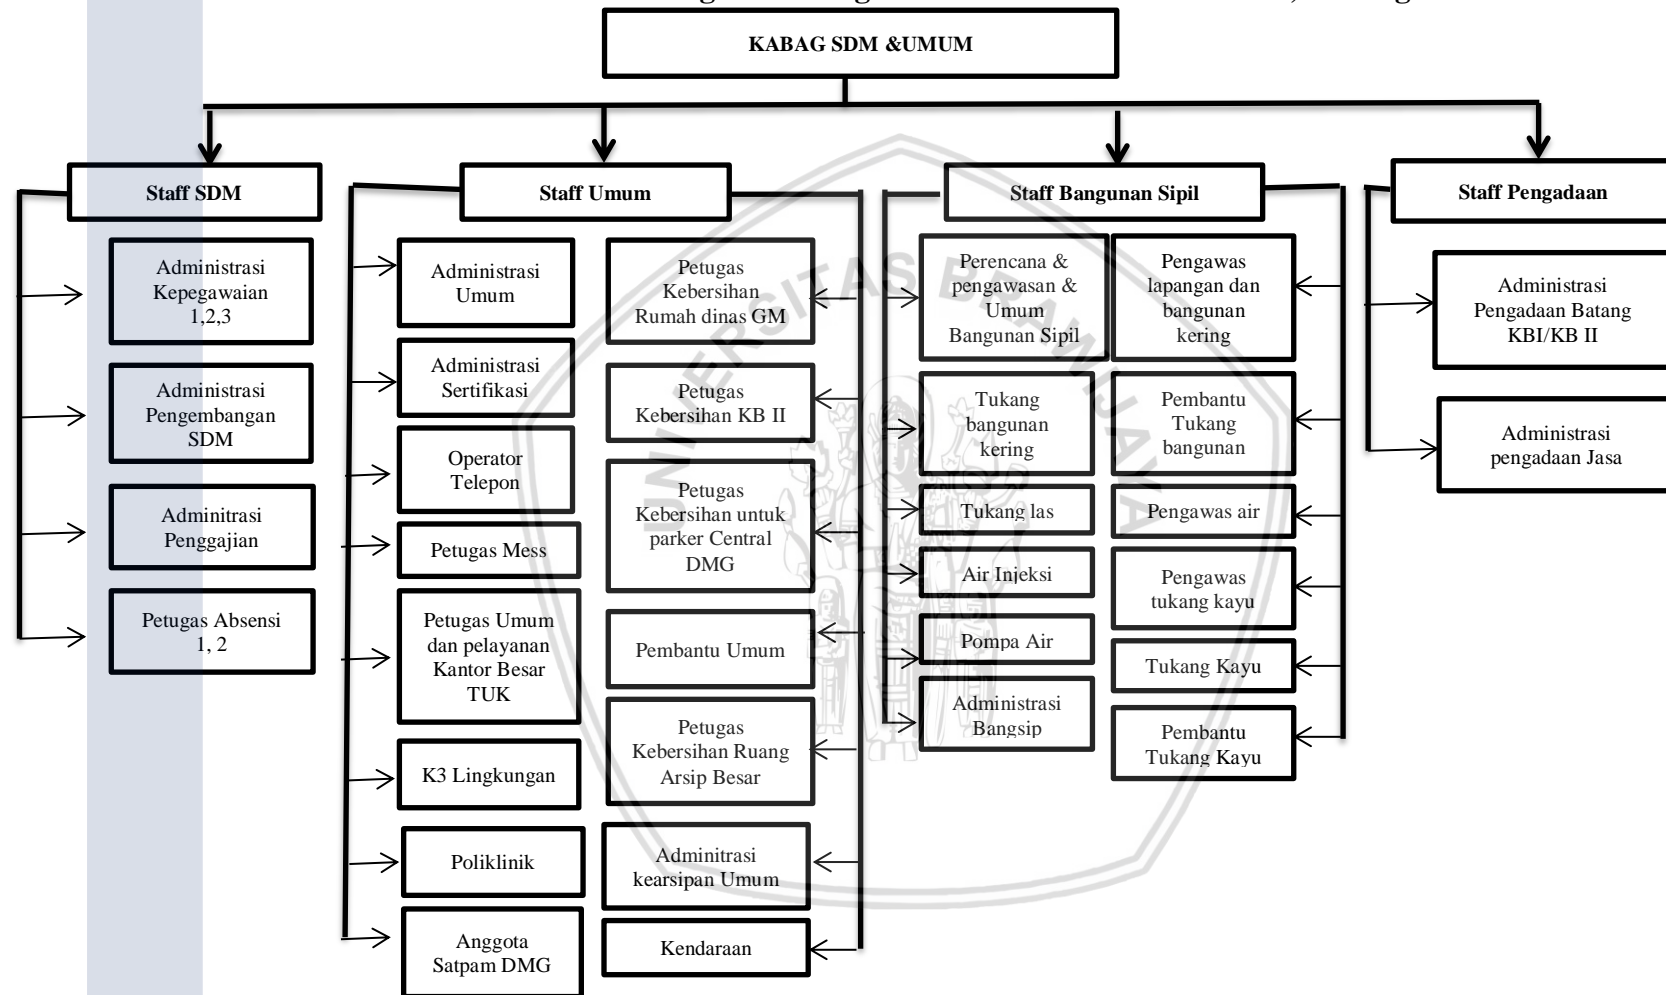 KABAG SDM &UMUM
Staff SDM
Staff Umum
Staff Bangunan Sipil
Staff Pengadaan
Administrasi
Kepegawaian
1,2,3
Administrasi
Pengembangan
SDM
Adminitrasi
Penggajian
Petugas Absensi
1, 2
Administrasi
Umum
Administrasi
Sertifikasi
Operator
Telepon
Petugas Mess
Petugas Umum
dan pelayanan
Kantor Besar
TUK
K3 Lingkungan
Poliklinik
Anggota
Satpam DMG
Petugas
Kebersihan
Rumah dinas GM
Petugas
Kebersihan KB II
Petugas
Kebersihan untuk
parker Central
DMG
Pembantu Umum
Petugas
Kebersihan Ruang
Arsip Besar
Adminitrasi
kearsipan Umum
Kendaraan
Perencana &
pengawasan &
Umum
Bangunan Sipil
Tukang
bangunan
kering
Tukang las
Air Injeksi
Pompa Air
Administrasi
Bangsip
Pengawas
lapangan dan
bangunan
kering
Pembantu
Tukang
bangunan
Pengawas air
Pengawas
tukang kayu
Tukang Kayu
Pembantu
Tukang Kayu
Administrasi
Pengadaan Batang
KBI/KB II
Administrasi
pengadaan Jasa
UNIVERSITAS BRAWIJAYA